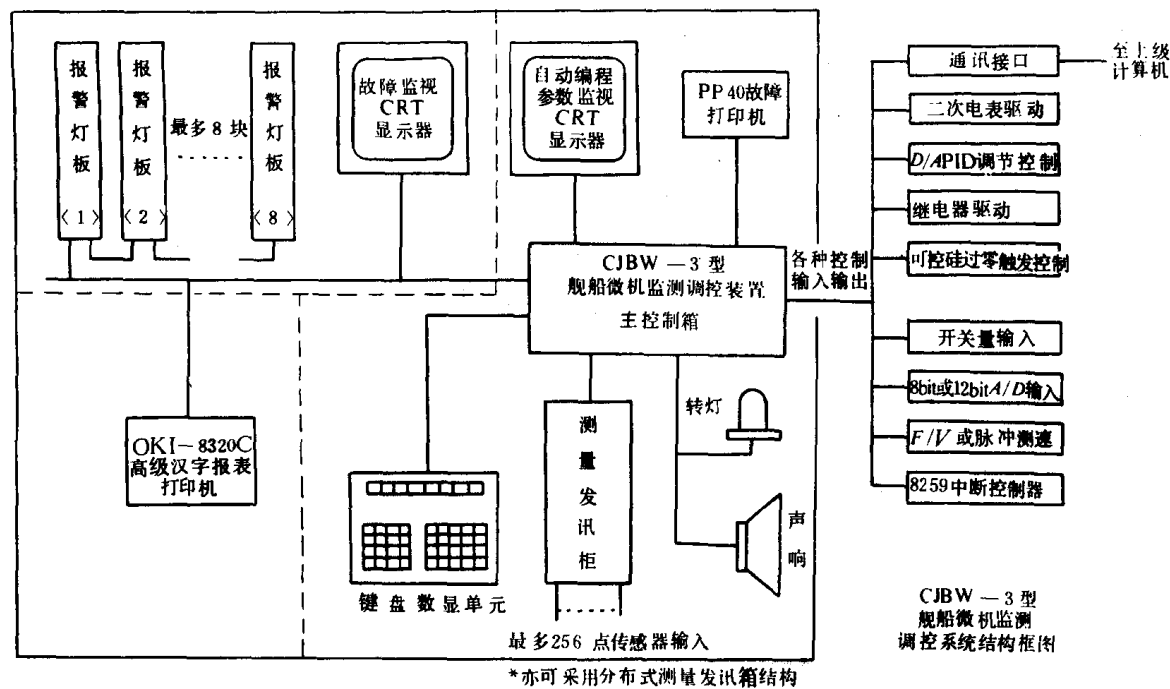 报警灯板
〈1〉
报警灯板
〈2〉
最多8块
......
报警灯板
〈8〉
故障监视
CRT
显示器
自动编程
参数监视
CRT
显示器
PP40故障
打印机
CJBW—3型
舰船微机监测调控装置
主控制箱
各种控制
输入输出
通讯接口
至上级
计算机
二次电表驱动
D/APID调节控制
继电器驱动
可控硅过零触发控制
开关量输入
8bit或12bitA/D输入
F/V或脉冲测速
8259中断控制器
OKI-8320C
高级汉字报表
打印机
键盘数显单元
测量发讯柜
......
最多256点传感器输入
转灯
声响
*亦可采用分布式测量发讯箱结构
CJBW—3型
舰船微机监测
调控系统结构框图